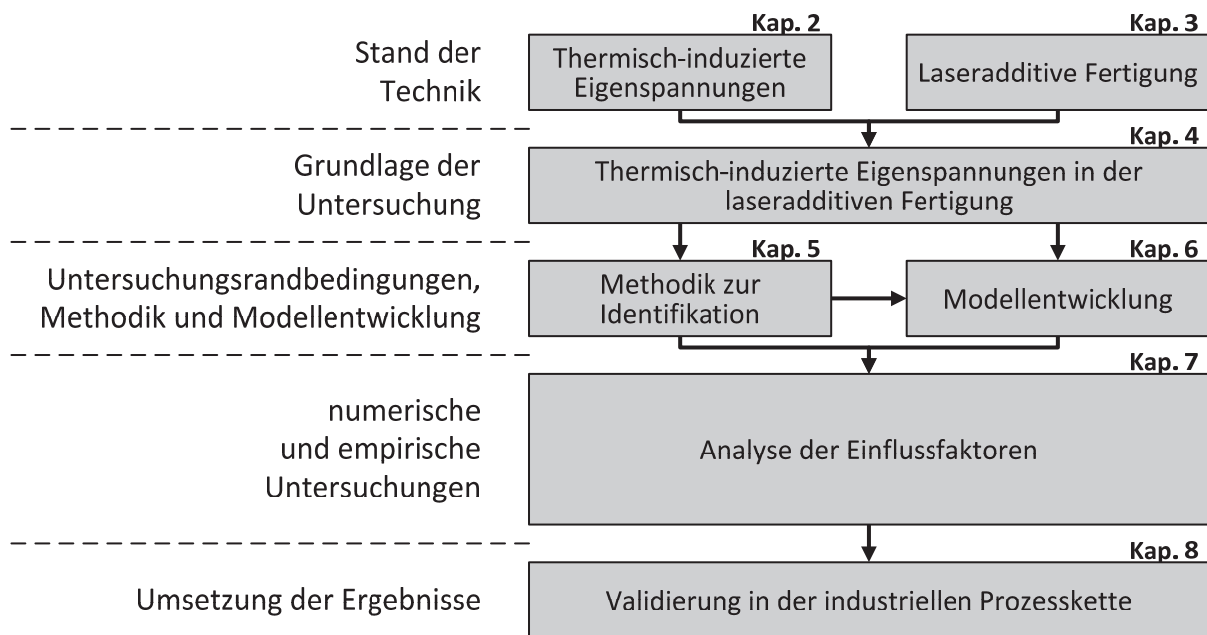 Kap. 2
Kap. 3
Stand der
Technik
Thermisch-induzierte
Eigenspannungen
Laseradditive Fertigung
Kap. 4
Grundlage der
Untersuchung
Thermisch-induzierte Eigenspannungen in der
laseradditiven Fertigung
Kap. 5
Kap. 6
Untersuchungsrandbedingungen,
Methodik und Modellentwicklung
Methodik zur
Identifikation
Modellentwicklung
Kap. 7
numerische
und empirische
Untersuchungen
Analyse der Einflussfaktoren
Kap. 8
Umsetzung der Ergebnisse
Validierung in der industriellen Prozesskette